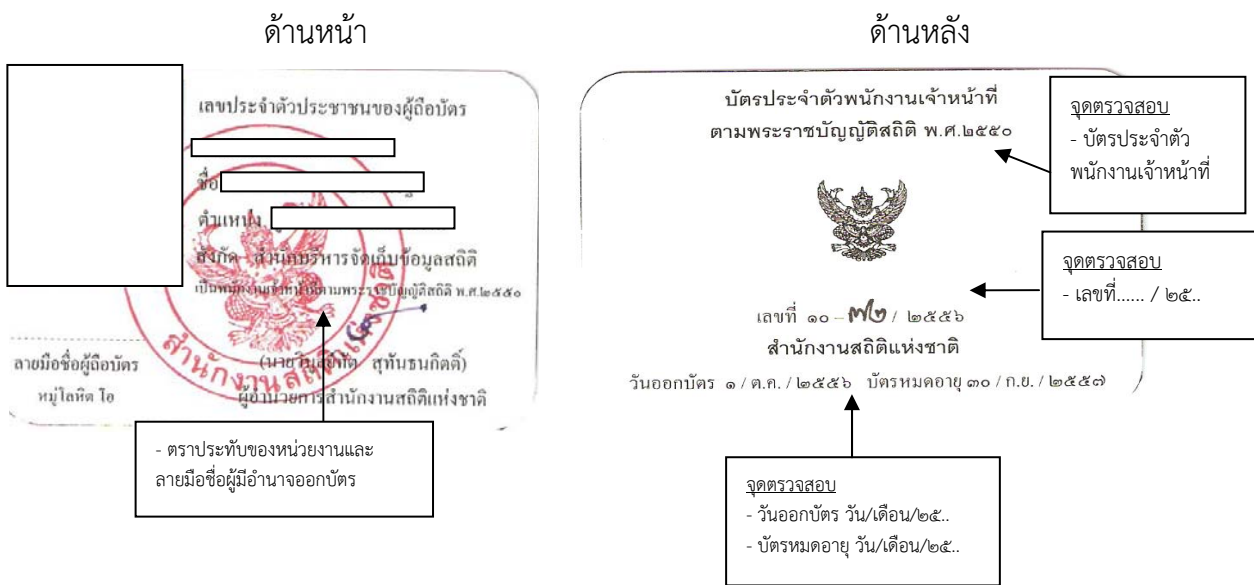 ด้านหน้า
เลขประจำตัวประชาชนของผู้ถือบัตร
ชื่อ
ตำแหน่ง
สังกัด สำนักบริหารจัดเก็บข้อมูลสถิติ
เป็นพนักงานเจ้าหน้าที่ตามพระราชบัญญัติสถิติ พ.ศ.๒๕๕๐
สำนักงานสถิติแห่งชาติ
ลายมือชื่อผู้ถือบัตร
หมู่โลหิต โอ
สุทันธนกิตติ์)
ผู้อำนวยการสำนักงานสถิติแห่งชาติ
- ตราประทับของหน่วยงานและ
ลายมือชื่อผู้มีอำนาจออกบัตร
ด้านหลัง
บัตรประจำตัวพนักงานเจ้าหน้าที่
ตามพระราชบัญญัติสถิติ พ.ศ.๒๕๕๐
เลขที่ ๑๐ - ๗๒ / ๒๕๕๖
สำนักงานสถิติแห่งชาติ
วันออกบัตร ๑ / ต.ค. / ๒๕๕๖ บัตรหมดอายุ ๓๐ / ก.ย. / ๒๕๕๗
จุดตรวจสอบ
- บัตรประจำตัว
พนักงานเจ้าหน้าที่
จุดตรวจสอบ
- เลขที่...... / ๒๕..
จุดตรวจสอบ
- วันออกบัตร วัน/เดือน/๒๕..
- บัตรหมดอายุ วัน/เดือน/๒๕..